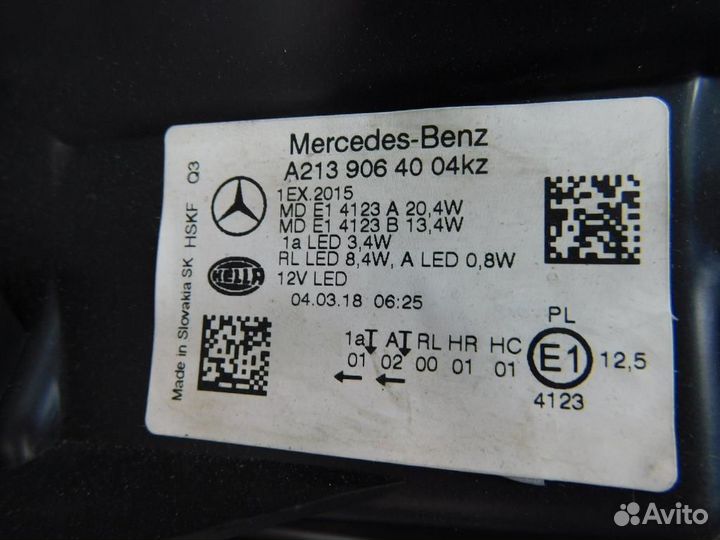 Mercedes-Benz
A213 906 40 04kz
1EX.2015
MD E1 4123 A 20,4W
MD E1 4123 B 13,4W
1a LED 3,4W
RL LED 8,4W, A LED 0,8W
12V LED
04.03.18 06:25
HELLA
Made in Slovakia SK HSKF Q3
1a A RL HR HC
01 02 00 01 01
PL
E1 12,5
4123
Avito